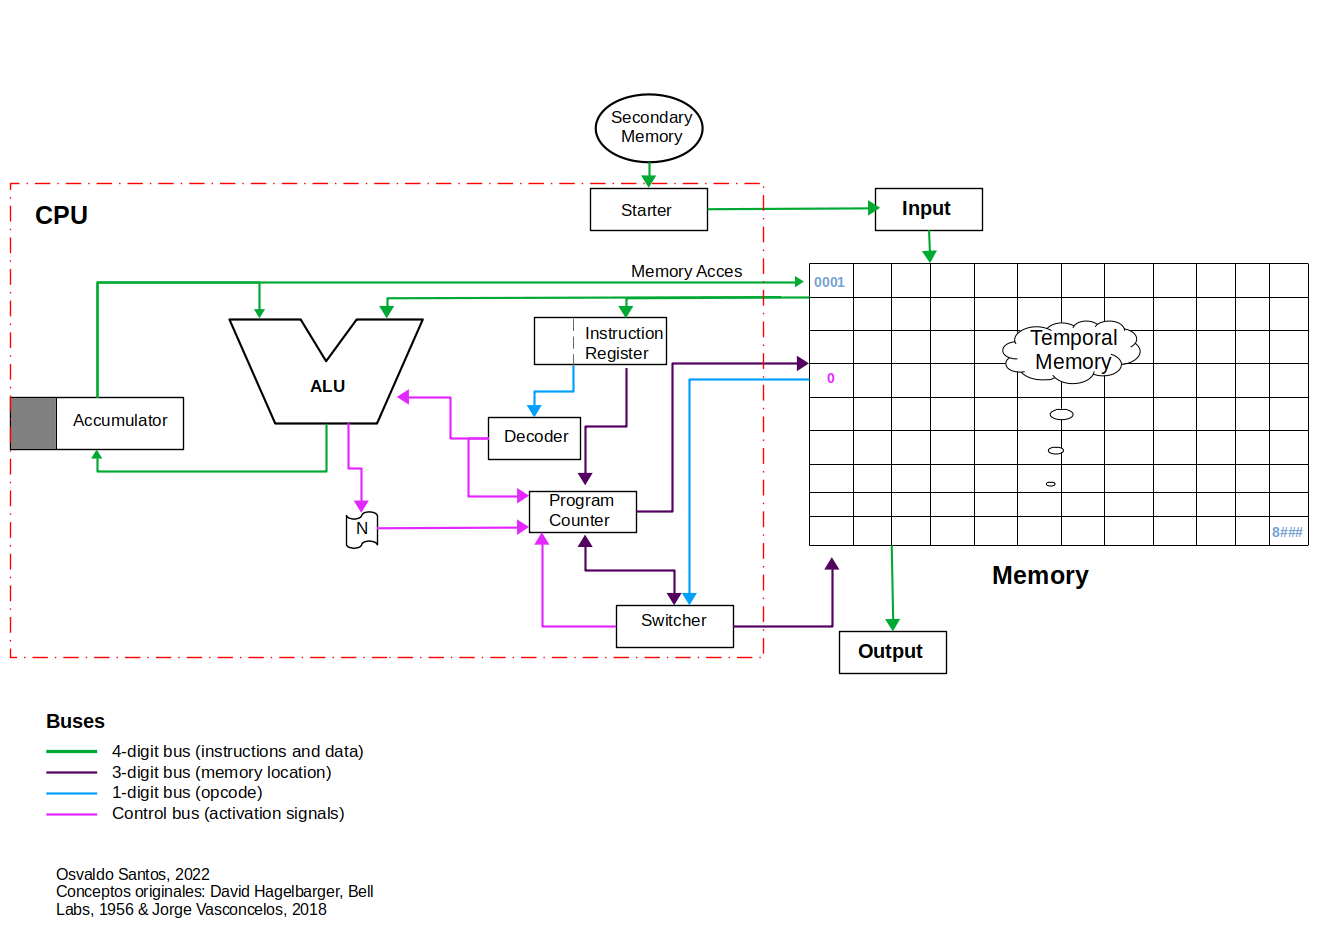 Secondary
Memory
CPU
Starter
Input
Memory Acces
0001
Instruction
Register
Temporal
Memory
ALU
0
Accumulator
Decoder
Program
Counter
N
8###
Memory
Switcher
Output
Buses
4-digit bus (instructions and data)
3-digit bus (memory location)
1-digit bus (opcode)
Control bus (activation signals)
Osvaldo Santos, 2022
Conceptos originales: David Hagelbarger, Bell
Labs, 1956 & Jorge Vasconcelos, 2018